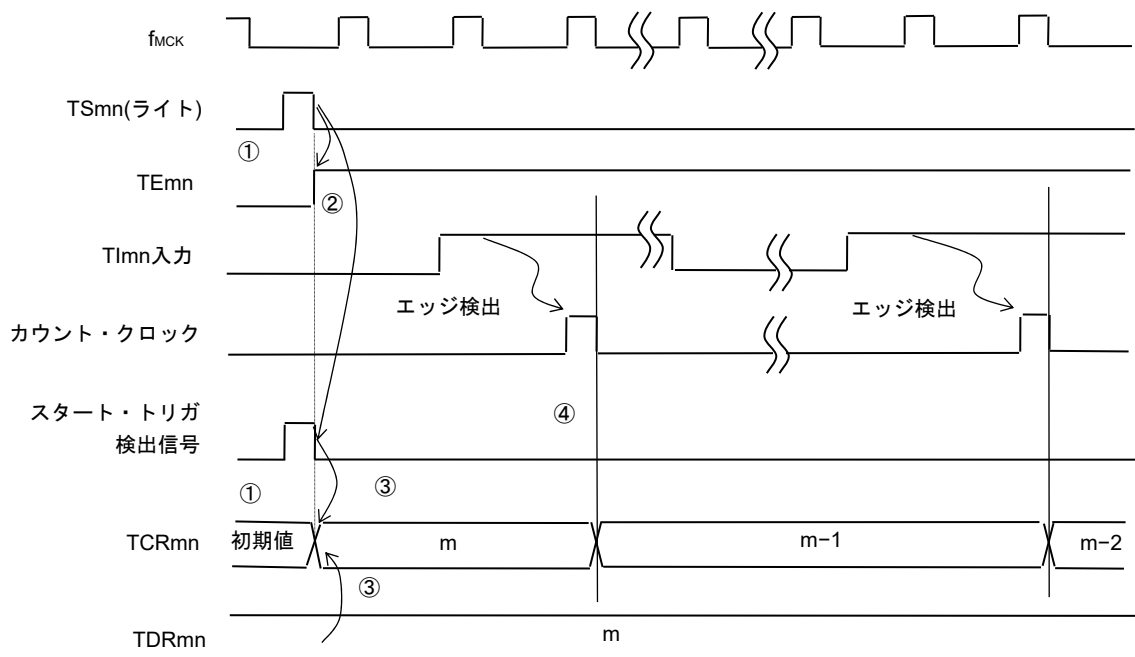 fMCK
TSmn(ライト)
①
TEmn
②
TImn入力
エッジ検出
エッジ検出
カウント・クロック
スタート・トリガ
検出信号
④
①
③
TCRmn
初期値
m
m−1
m−2
③
TDRmn
m